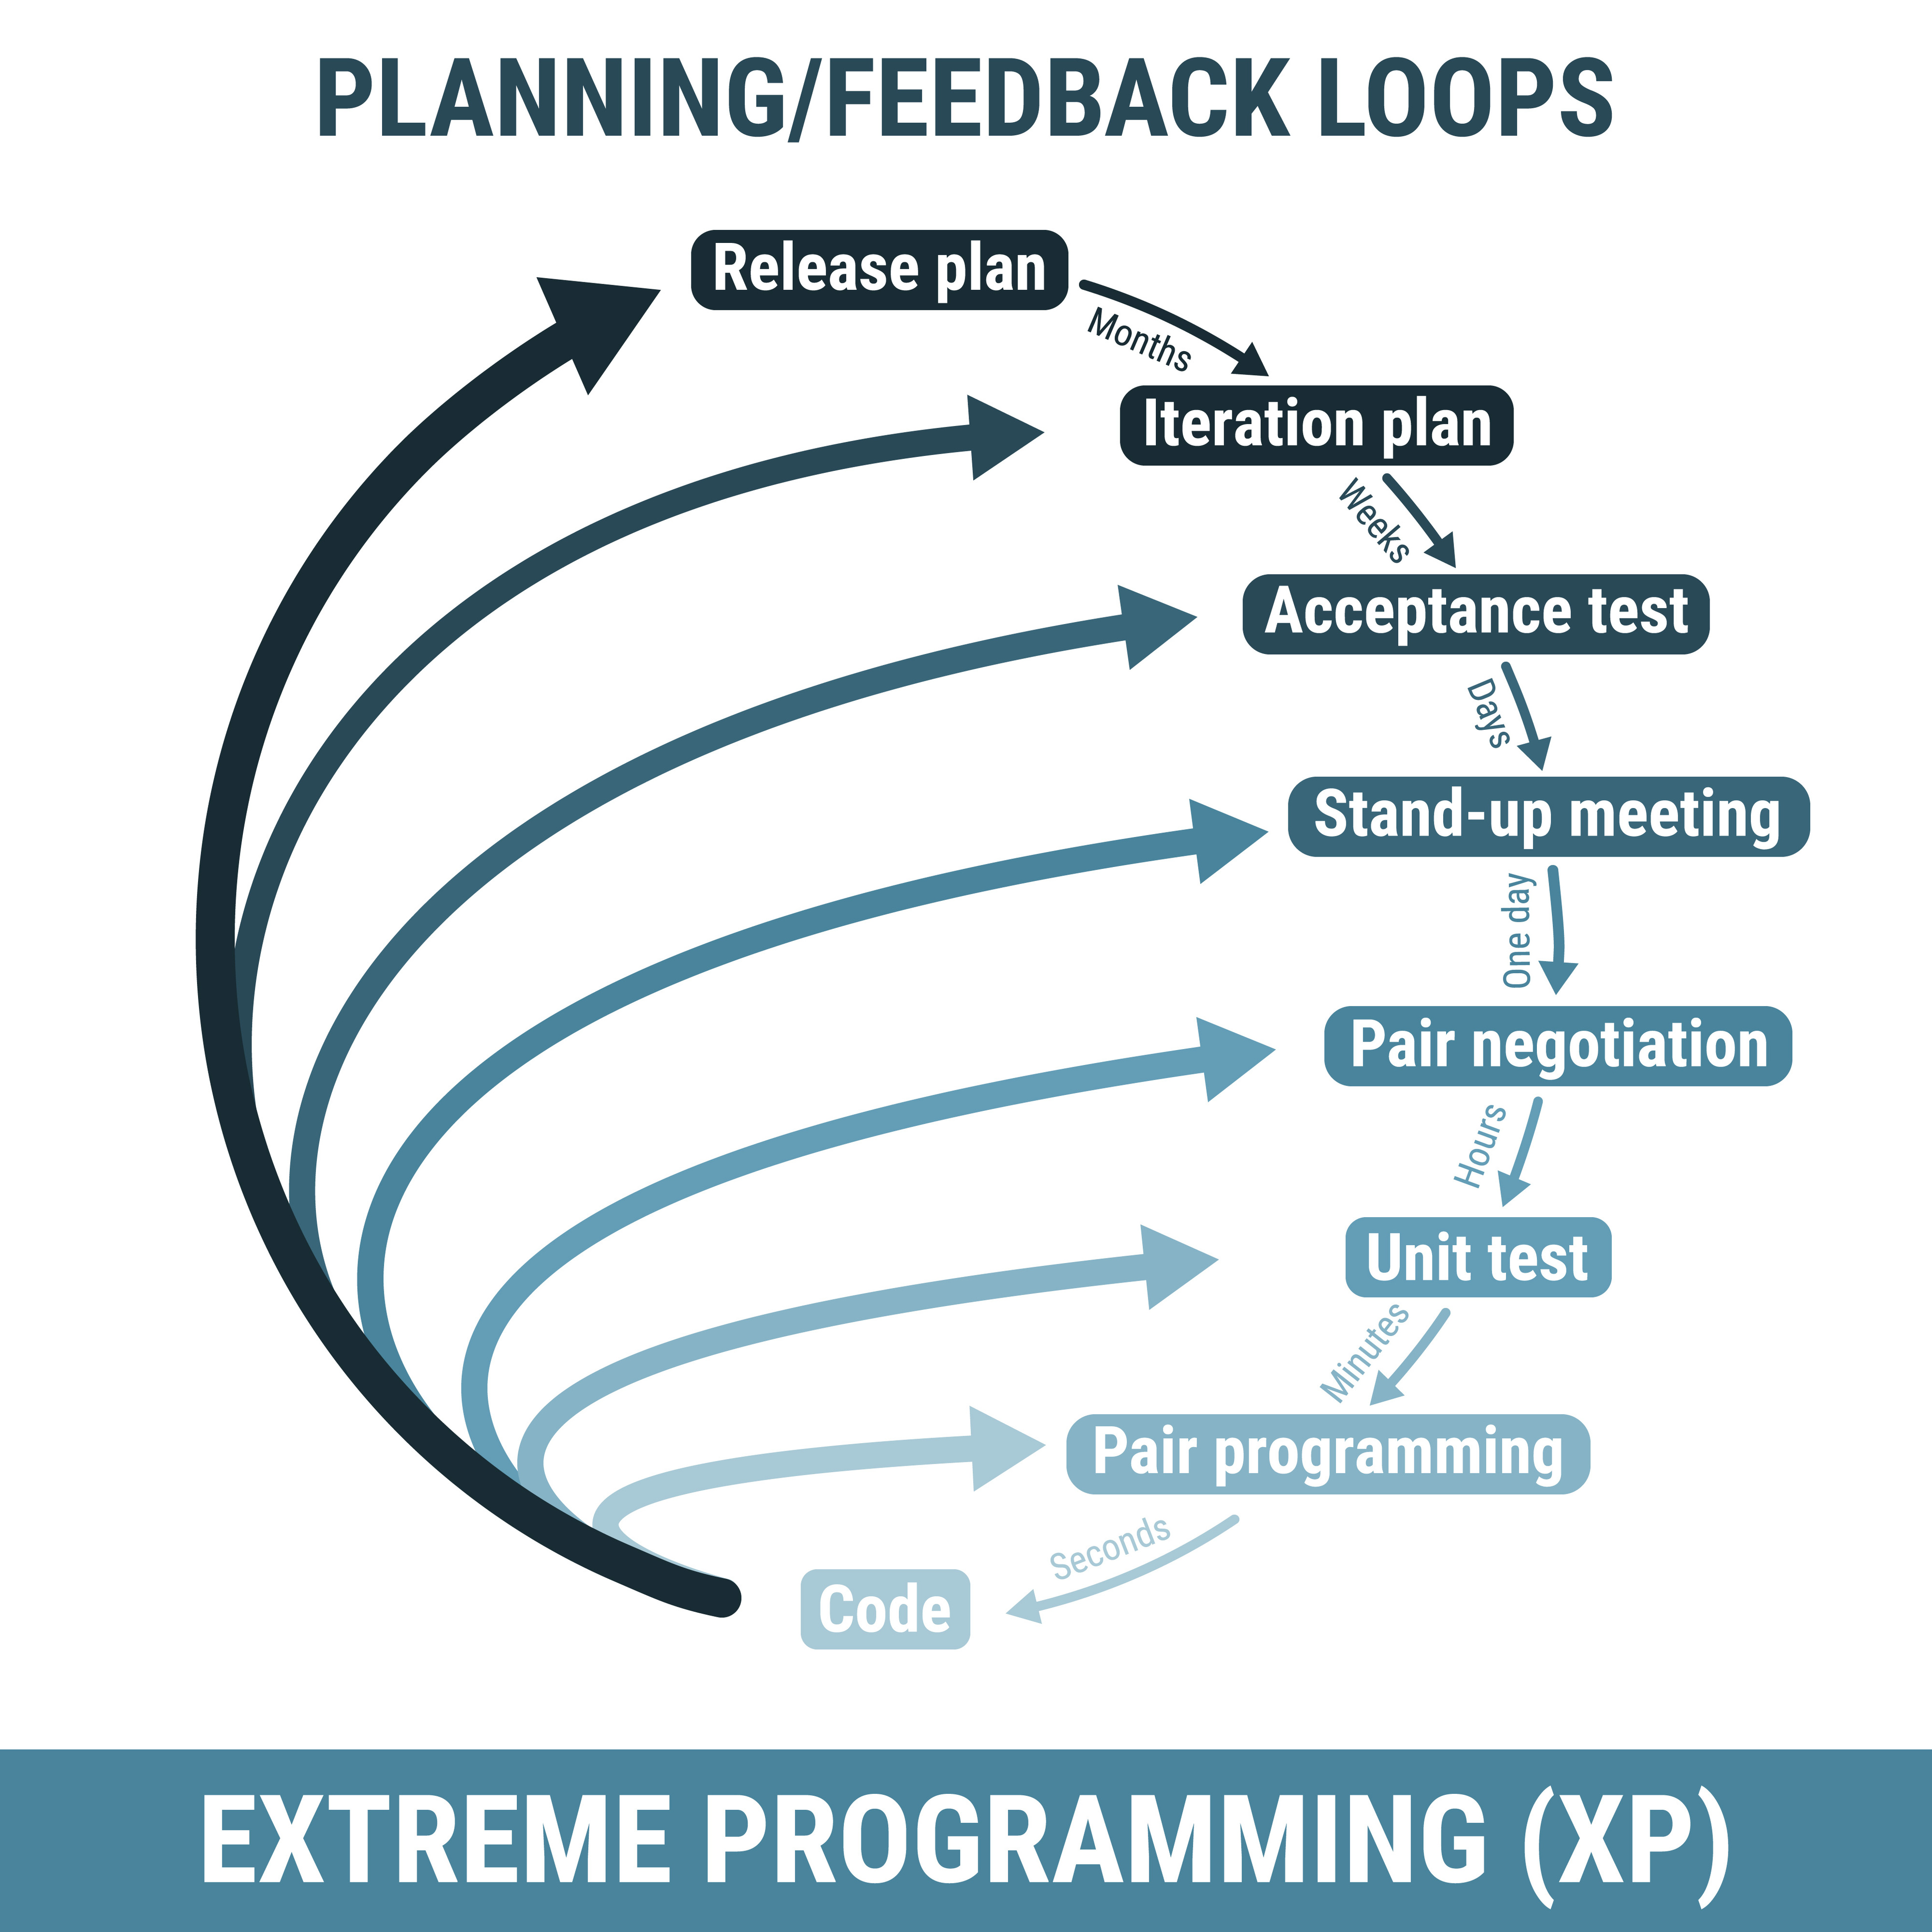 PLANNING/FEEDBACK LOOPS
Release plan
Months
Iteration plan
Weeks
Acceptance test
Days
Stand-up meeting
One day
Pair negotiation
Hours
Unit test
Minutes
Pair programming
Seconds
Code
EXTREME PROGRAMMING (XP)